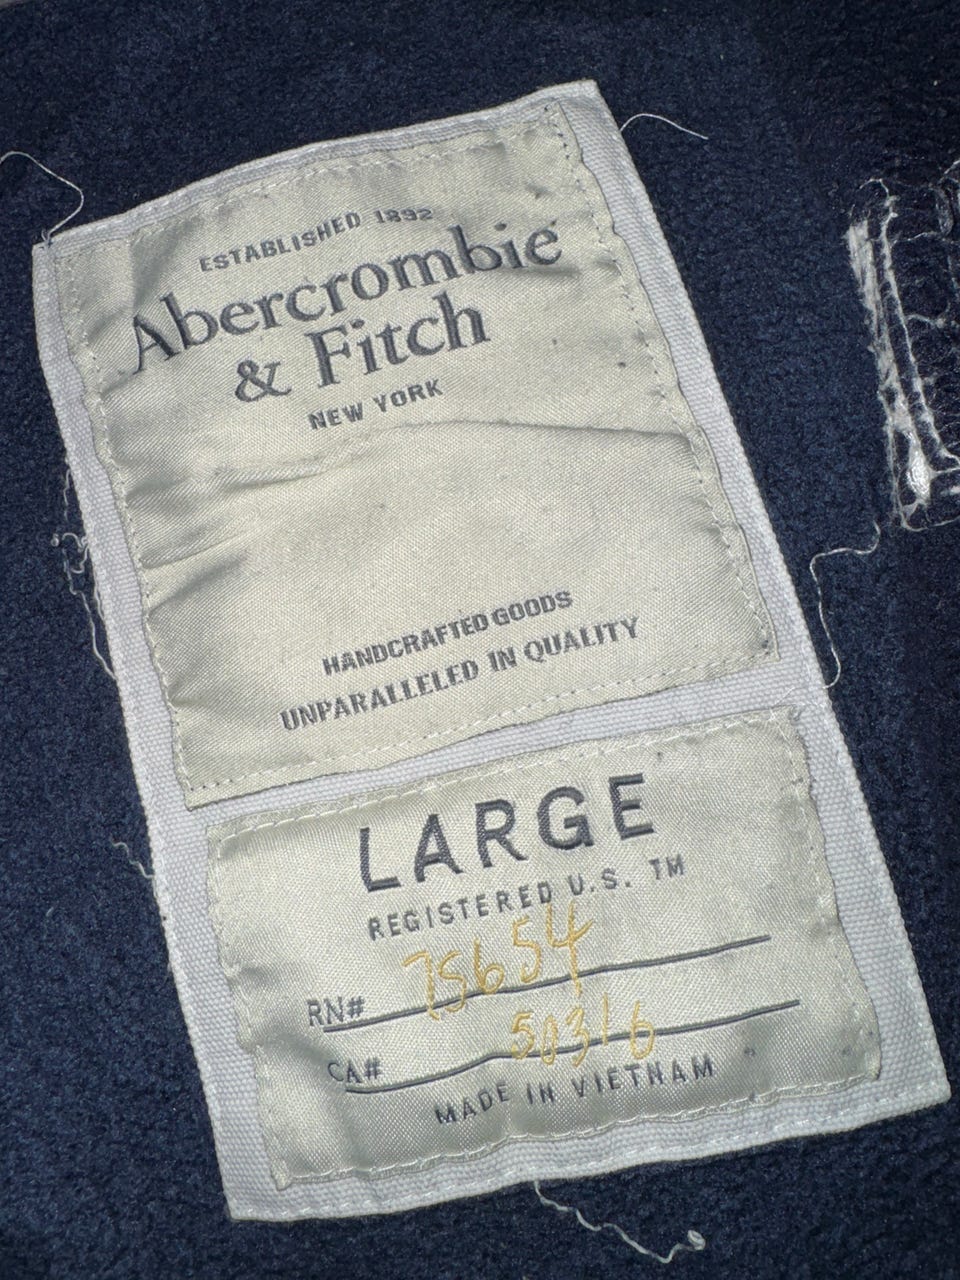 ESTABLISHED 1892
Abercrombie
& Fitch
NEW YORK
HANDCRAFTED GOODS
UNPARALLELED IN QUALITY
LARGE
REGISTERED U.S. TM
RN# 75654
CA# 50316
MADE IN VIETNAM